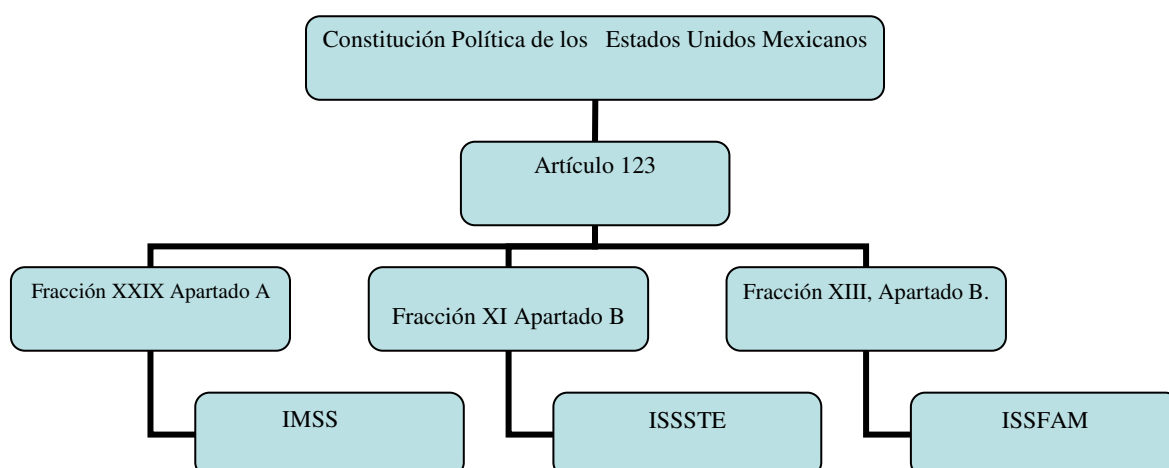 Constitución Política de los Estados Unidos Mexicanos
Artículo 123
Fracción XXIX Apartado A
Fracción XI Apartado B
Fracción XIII, Apartado B.
IMSS
ISSSTE
ISSFAM